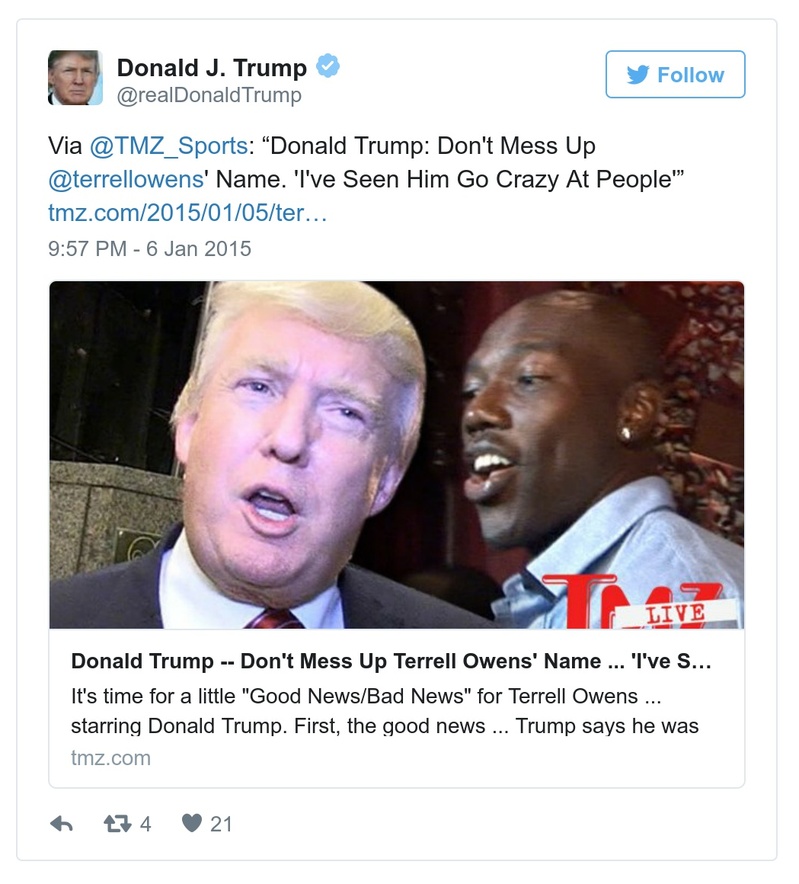 Donald J. Trump
@realDonaldTrump
Follow
Via @TMZ_Sports: “Donald Trump: Don't Mess Up
@terrellowens' Name. 'I've Seen Him Go Crazy At People'”
tmz.com/2015/01/05/ter…
9:57 PM - 6 Jan 2015
TMZ
LIVE
Donald Trump -- Don't Mess Up Terrell Owens' Name ... 'I've S…
It's time for a little "Good News/Bad News" for Terrell Owens ...
starring Donald Trump. First, the good news ... Trump says he was
tmz.com
4
21